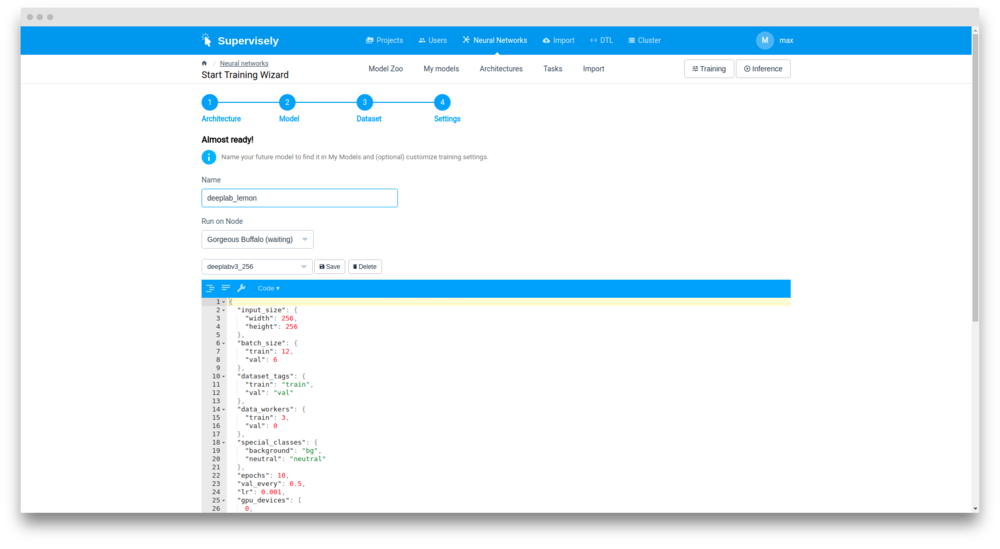 Supervisely Projects Users Neural Networks Import DTL Cluster M max
/ Neural networks
Start Training Wizard Model Zoo My models Architectures Tasks Import Training Inference
1 2 3 4
Architecture Model Dataset Settings
Almost ready!
Name your future model to find it in My Models and (optional) customize training settings.
Name
deeplab_lemon
Run on Node
Gorgeous Buffalo (waiting)
deeplabv3_256 Save Delete
Code ▾
1 {
2 "input_size": {
3 "width": 256,
4 "height": 256
5 },
6 "batch_size": {
7 "train": 12,
8 "val": 6
9 },
10 "dataset_tags": {
11 "train": "train",
12 "val": "val"
13 },
14 "data_workers": {
15 "train": 3,
16 "val": 0
17 },
18 "special_classes": {
19 "background": "bg",
20 "neutral": "neutral"
21 },
22 "epochs": 10,
23 "val_every": 0.5,
24 "lr": 0.001,
25 "gpu_devices": [
26 0,